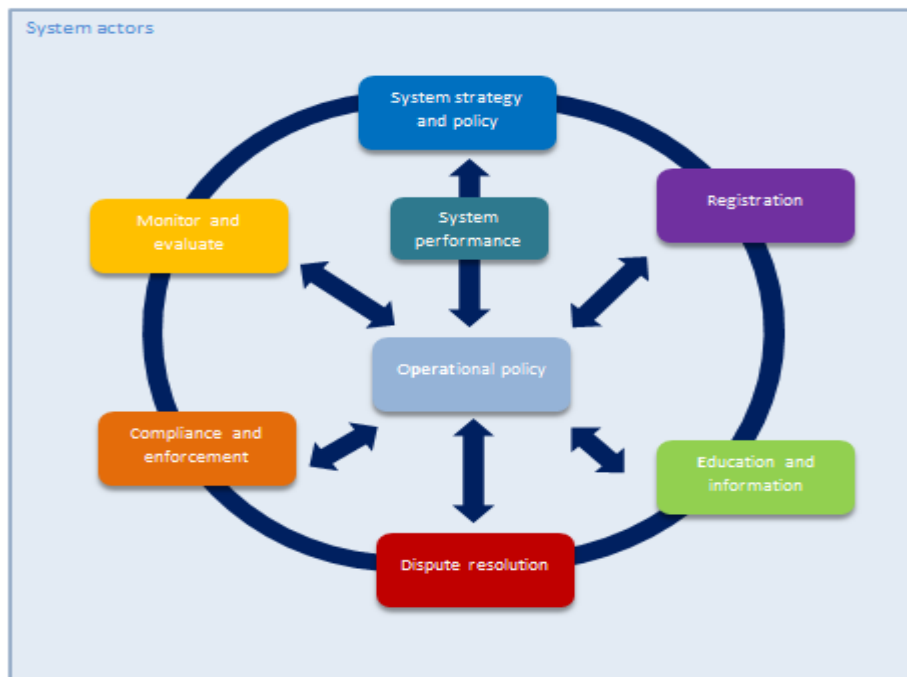 System actors
System strategy
and policy
Registration
Monitor and
evaluate
System
performance
Operational policy
Compliance and
enforcement
Education and
information
Dispute resolution